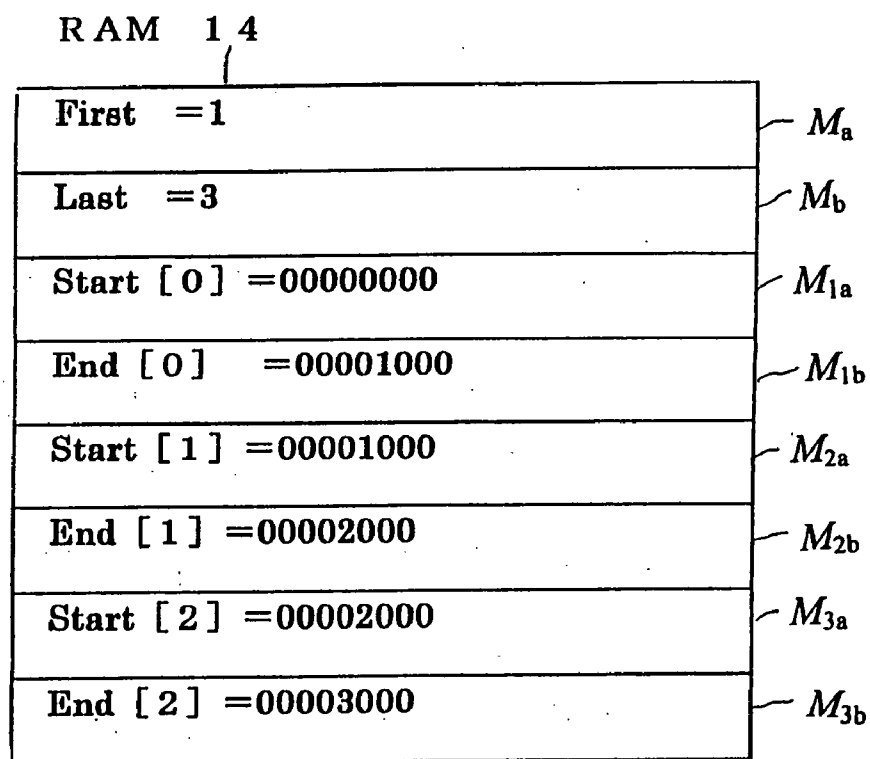 RAM 14
First =1 Ma
Last =3 Mb
Start [0] =00000000 M1a
End [0] =00001000 M1b
Start [1] =00001000 M2a
End [1] =00002000 M2b
Start [2] =00002000 M3a
End [2] =00003000 M3b